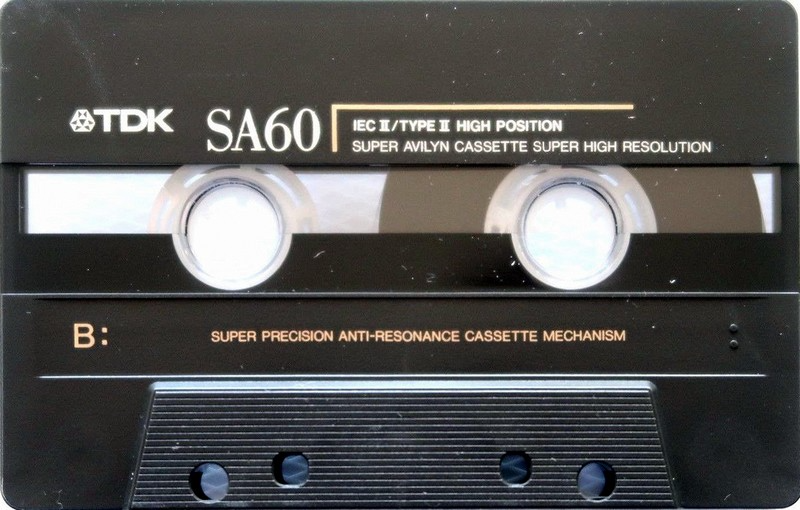 TDK SA60
IEC II/TYPE II HIGH POSITION
SUPER AVILYN CASSETTE SUPER HIGH RESOLUTION
B: SUPER PRECISION ANTI-RESONANCE CASSETTE MECHANISM